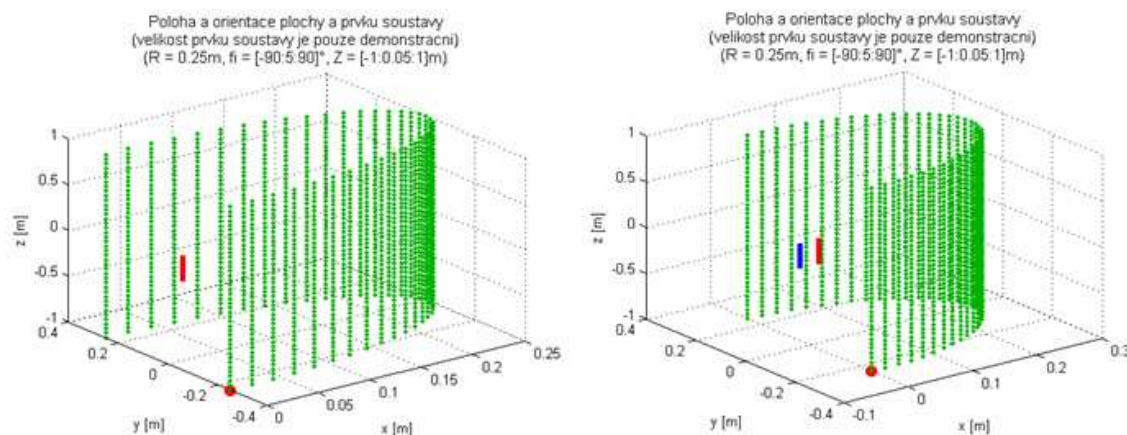 Poloha a orientace plochy a prvku soustavy
(velikost prvku soustavy je pouze demonstracni)
(R = 0.25m, fi = [-90:5:90]°, Z = [-1:0.05:1]m)
1
0.5
0
-0.5
-1
z [m]
0.4
0.2
0
-0.2
-0.4
y [m]
0
0.05
0.1
0.15
0.2
0.25
x [m]
Poloha a orientace plochy a prvku soustavy
(velikost prvku soustavy je pouze demonstracni)
(R = 0.25m, fi = [-90:5:90]°, Z = [-1:0.05:1]m)
1
0.5
0
-0.5
-1
z [m]
0.4
0.2
0
-0.2
-0.4
y [m]
-0.1
0
0.1
0.2
0.3
x [m]